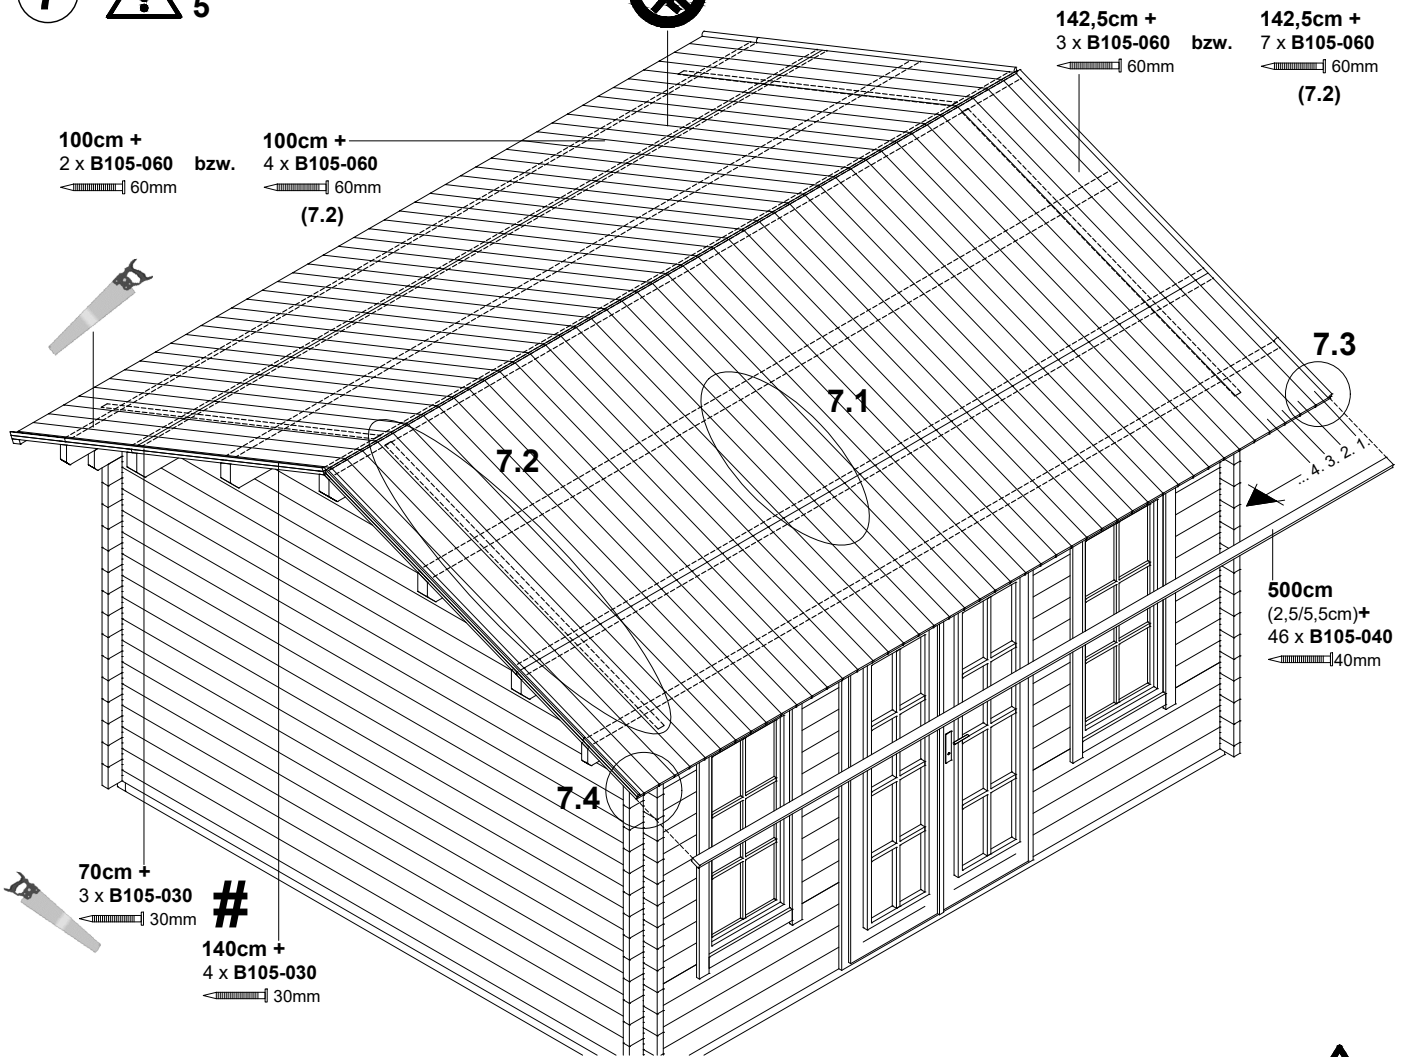 5
142,5cm +
3 x B105-060 bzw.
60mm
142,5cm +
7 x B105-060
60mm
(7.2)
100cm +
2 x B105-060 bzw.
60mm
100cm +
4 x B105-060
60mm
(7.2)
7.3
7.1
7.2
... 4. 3. 2. 1.
500cm
(2,5/5,5cm)+
46 x B105-040
40mm
7.4
70cm +
3 x B105-030
30mm
#
140cm +
4 x B105-030
30mm